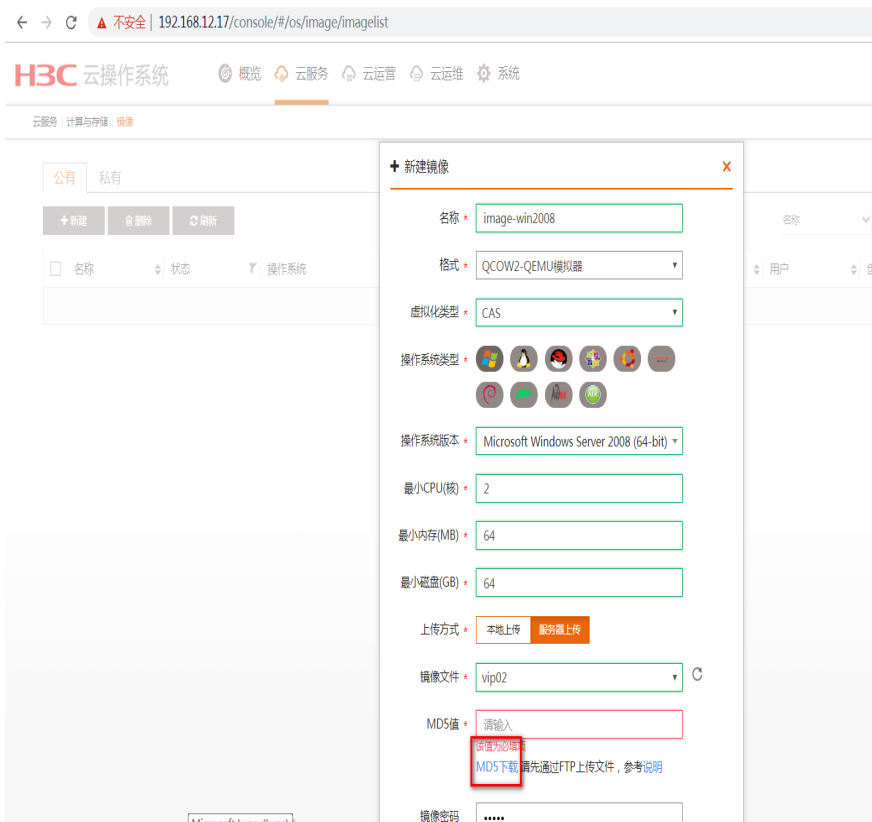 不安全 | 192.168.12.17/console/#/os/image/imagelist
H3C 云操作系统 概览 云服务 云运营 云运维 系统
云服务 计算与存储 镜像
公有 私有
新建 删除 刷新 名称
名称 状态 操作系统 用户
新建镜像
名称 * image-win2008
格式 * QCOW2-QEMU模拟器
虚拟化类型 * CAS
操作系统类型 *
操作系统版本 * Microsoft Windows Server 2008 (64-bit)
最小CPU(核) * 2
最小内存(MB) * 64
最小磁盘(GB) * 64
上传方式 * 本地上传 服务器上传
镜像文件 * vip02
MD5值 * 请输入
该值为必填项
MD5下载 请先通过FTP上传文件，参考说明
镜像密码 •••••